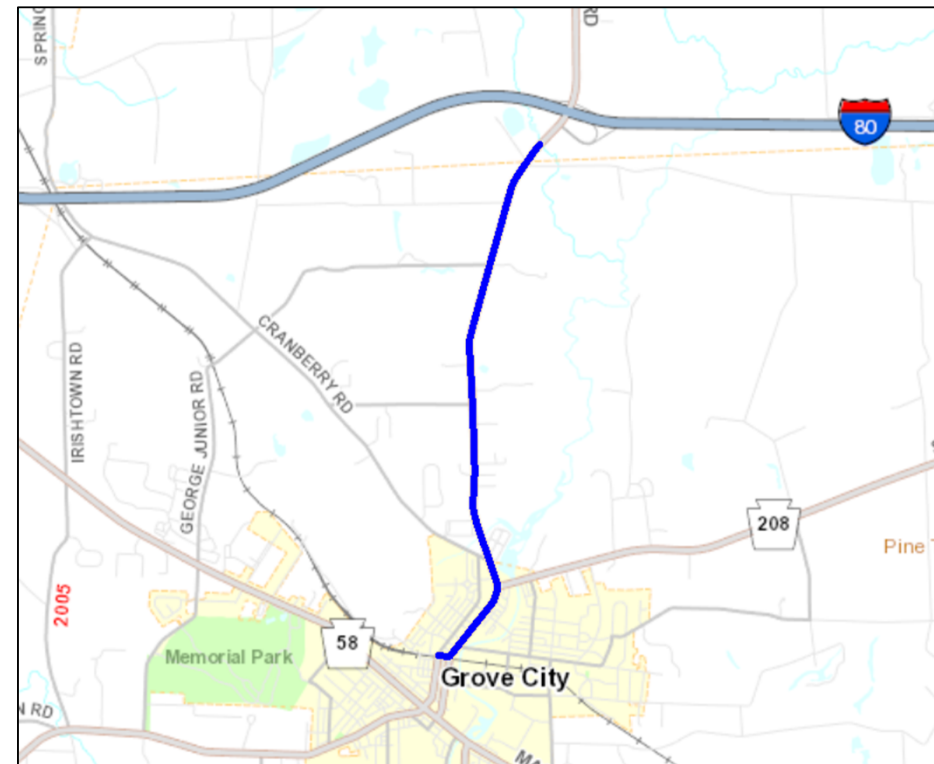 SPRING
RD
80
CRANBERRY RD
IRISHTOWN RD
GEORGE JUNIOR RD
208
Pine T
2005
58
Memorial Park
Grove City
N RD
MA